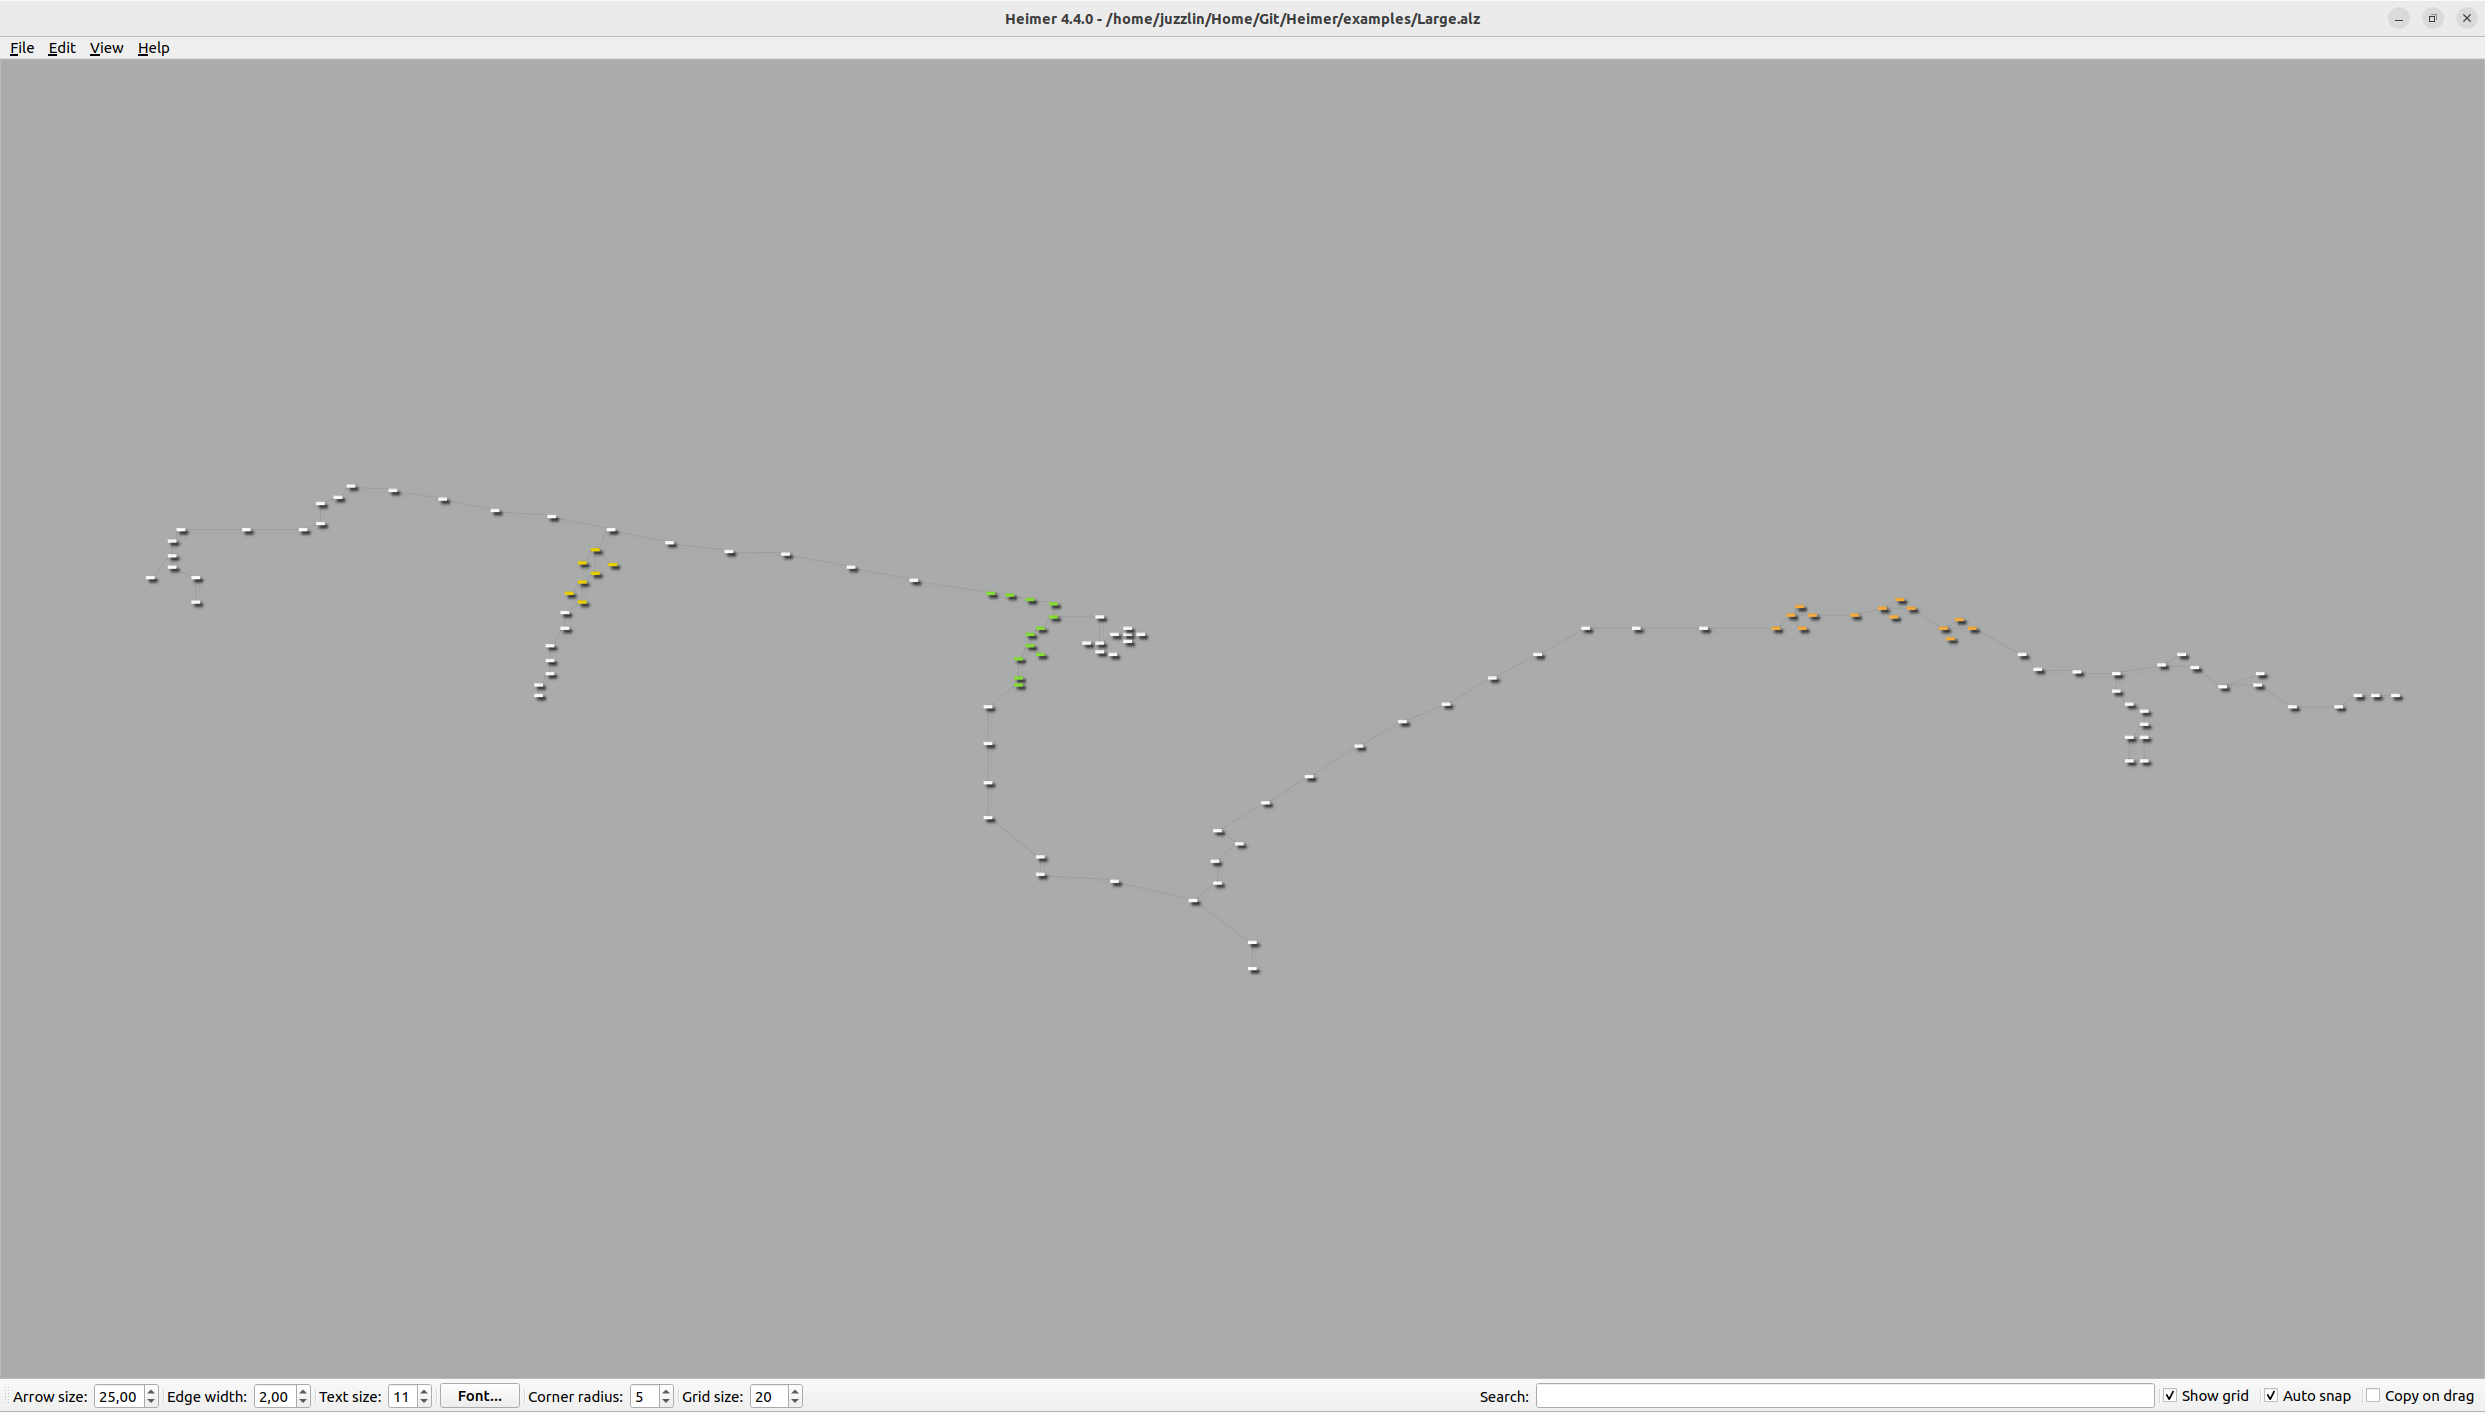 Heimer 4.4.0 - /home/juzzlin/Home/Git/Heimer/examples/Large.alz
File Edit View Help
Arrow size: 25,00 Edge width: 2,00 Text size: 11 Font... Corner radius: 5 Grid size: 20 Search: Show grid Auto snap Copy on drag